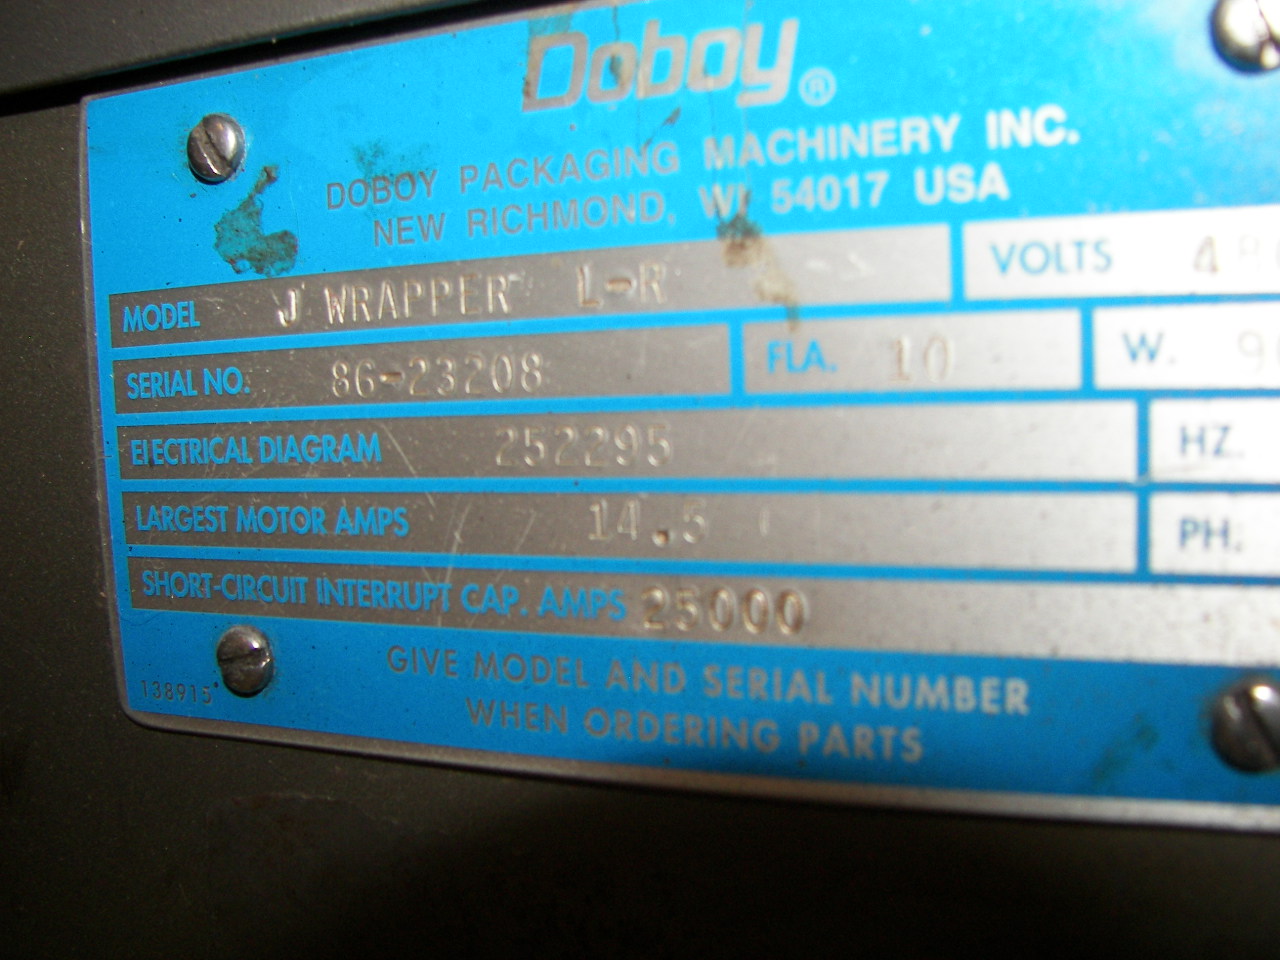 Doboy®
DOBOY PACKAGING MACHINERY INC.
NEW RICHMOND, WI 54017 USA
MODEL J WRAPPER L-R VOLTS
SERIAL NO. 86-23208 FLA. 10 W.
ELECTRICAL DIAGRAM 252295 HZ.
LARGEST MOTOR AMPS 14.5 PH.
SHORT-CIRCUIT INTERRUPT CAP. AMPS 25000
GIVE MODEL AND SERIAL NUMBER
WHEN ORDERING PARTS
138915